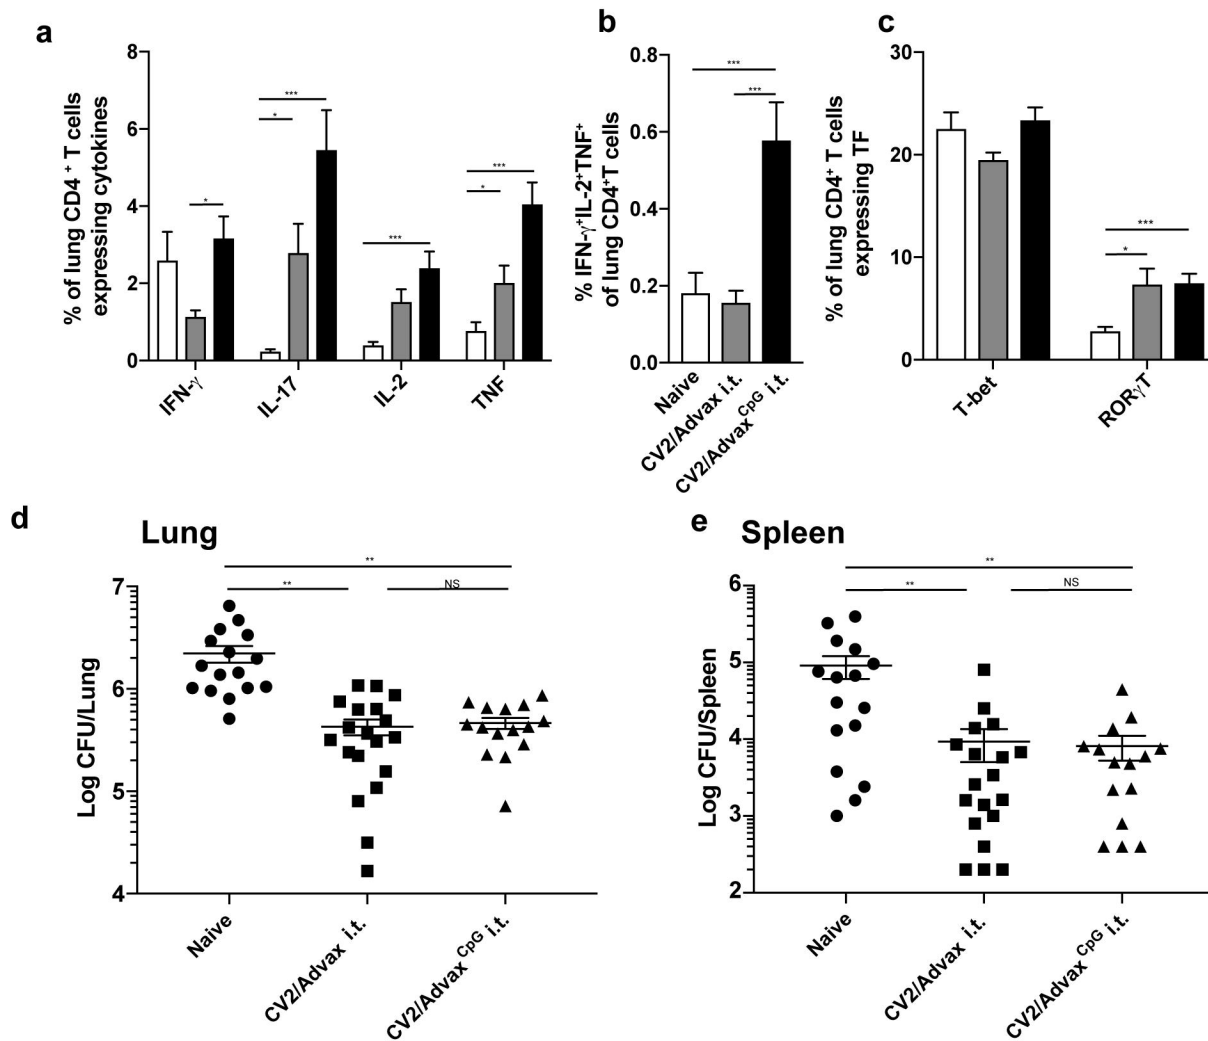 a
% of lung CD4 + T cells
expressing cytokines
8
6
4
2
0
***
*
*
***
***
*
IFN-γ
IL-17
IL-2
TNF
b
% IFN-γ+IL-2+TNF+
of lung CD4+T cells
0.8
0.6
0.4
0.2
0.0
***
***
Naive
CV2/Advax i.t.
CV2/AdvaxCpG i.t.
c
% of lung CD4+ T cells
expressing TF
30
20
10
0
***
*
T-bet
RORγT
d
Lung
**
**
NS
Log CFU/Lung
7
6
5
4
Naive
CV2/Advax i.t.
CV2/Advax CpG i.t.
e
Spleen
**
**
NS
Log CFU/Spleen
6
5
4
3
2
Naive
CV2/Advax i.t.
CV2/Advax CpG i.t.